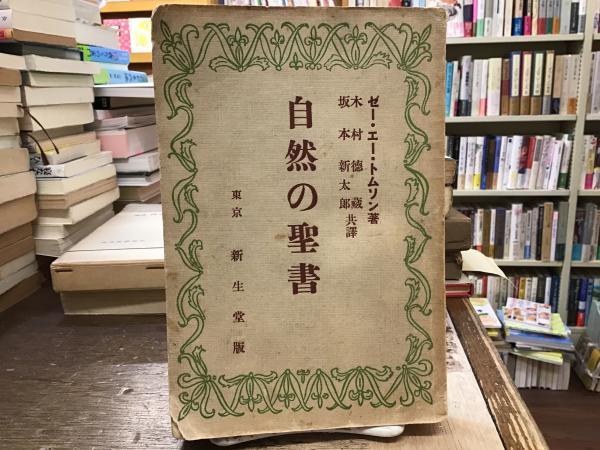 ゼー・エー・トムソン著
木村徳蔵
坂本新太郎共譯
自然の聖書
東京 新生堂版